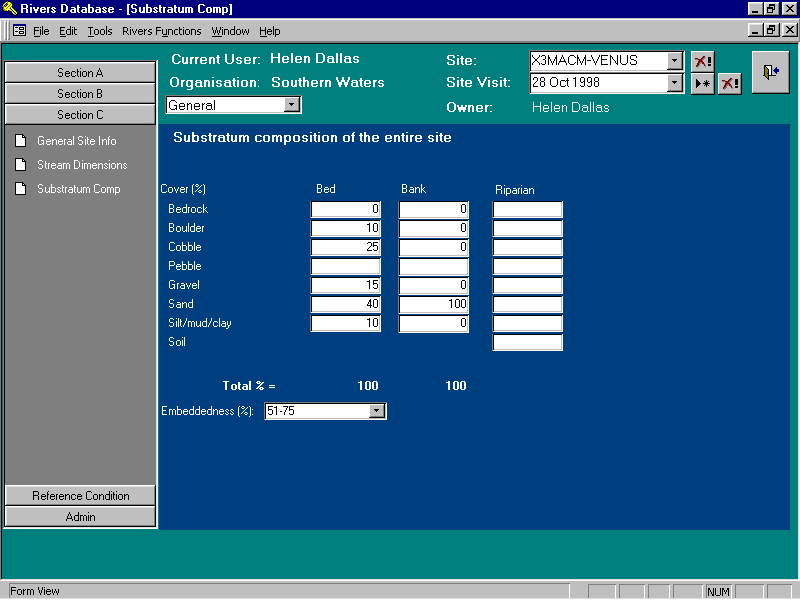 Rivers Database - [Substratum Comp]
File Edit Tools Rivers Functions Window Help
Current User: Helen Dallas
Organisation: Southern Waters
General
Site: X3MACM-VENUS
Site Visit: 28 Oct 1998
Owner: Helen Dallas
Section A
Section B
Section C
General Site Info
Stream Dimensions
Substratum Comp
Reference Condition
Admin
Substratum composition of the entire site
Cover (%) Bed Bank Riparian
Bedrock 0 0
Boulder 10 0
Cobble 25 0
Pebble
Gravel 15 0
Sand 40 100
Silt/mud/clay 10 0
Soil
Total % = 100 100
Embeddedness (%): 51-75
Form View NUM